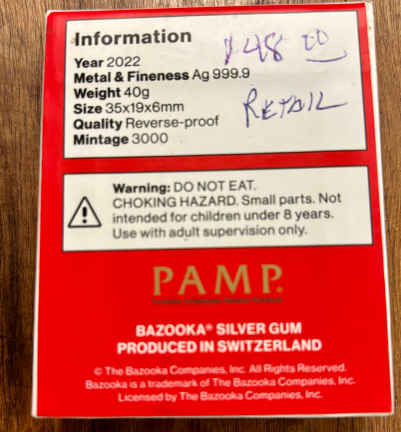 Information
$48 00
Year 2022
Metal & Fineness Ag 999.9
Weight 40g
Size 35x19x6mm
RETAIL
Quality Reverse-proof
Mintage 3000
Warning: DO NOT EAT.
CHOKING HAZARD. Small parts. Not
intended for children under 8 years.
Use with adult supervision only.
PAMP.
BAZOOKA® SILVER GUM
PRODUCED IN SWITZERLAND
© The Bazooka Companies, Inc. All Rights Reserved.
Bazooka is a trademark of The Bazooka Companies, Inc.
Licensed by The Bazooka Companies, Inc.